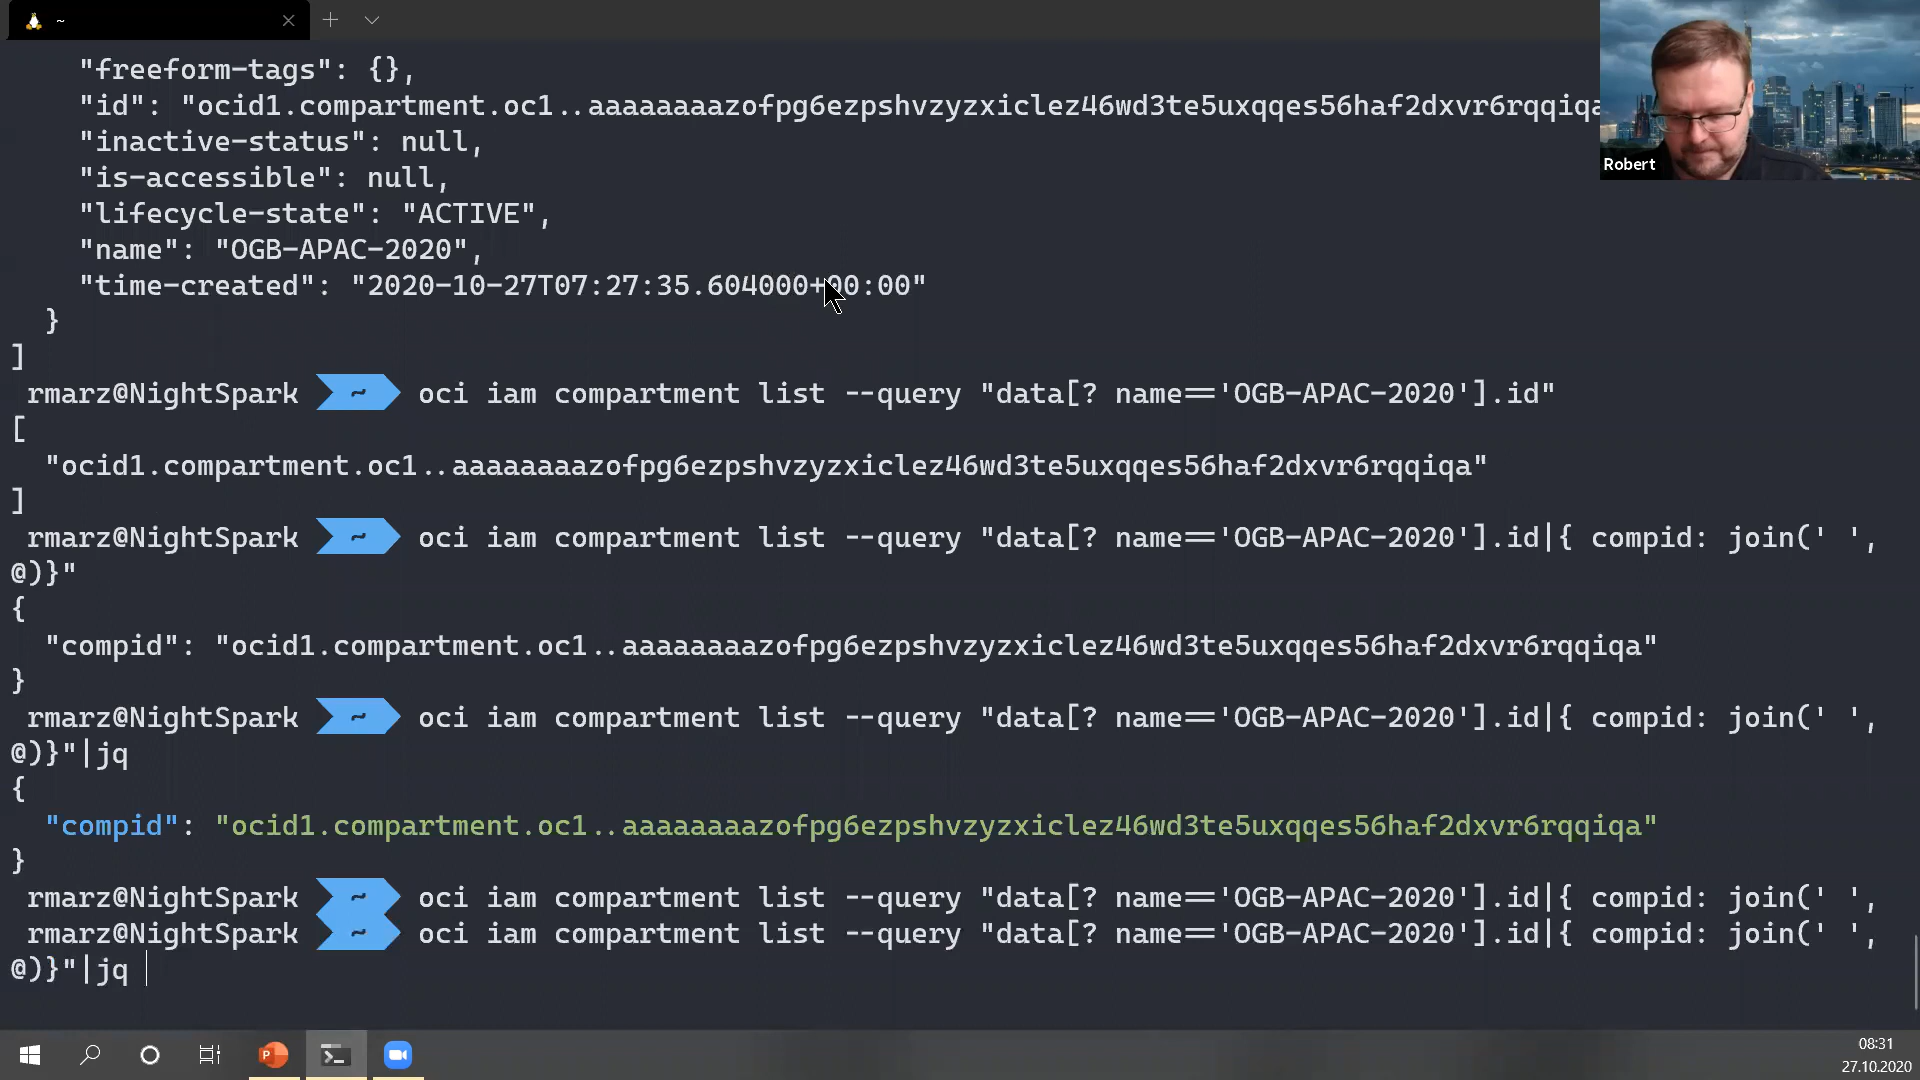 ~
"freeform-tags": {},
"id": "ocid1.compartment.oc1..aaaaaaaazofpg6ezpshvzyzxiclez46wd3te5uxqqes56haf2dxvr6rqqiqa
"inactive-status": null,
"is-accessible": null,
Robert
"lifecycle-state": "ACTIVE",
"name": "OGB-APAC-2020",
"time-created": "2020-10-27T07:27:35.604000+00:00"
}
]
rmarz@NightSpark ~ oci iam compartment list --query "data[? name=='OGB-APAC-2020'].id"
[
"ocid1.compartment.oc1..aaaaaaaazofpg6ezpshvzyzxiclez46wd3te5uxqqes56haf2dxvr6rqqiqa"
]
rmarz@NightSpark ~ oci iam compartment list --query "data[? name=='OGB-APAC-2020'].id|{ compid: join(' ',
@)}"
{
"compid": "ocid1.compartment.oc1..aaaaaaaazofpg6ezpshvzyzxiclez46wd3te5uxqqes56haf2dxvr6rqqiqa"
}
rmarz@NightSpark ~ oci iam compartment list --query "data[? name=='OGB-APAC-2020'].id|{ compid: join(' ',
@)}"|jq
{
"compid": "ocid1.compartment.oc1..aaaaaaaazofpg6ezpshvzyzxiclez46wd3te5uxqqes56haf2dxvr6rqqiqa"
}
rmarz@NightSpark ~ oci iam compartment list --query "data[? name=='OGB-APAC-2020'].id|{ compid: join(' ',
rmarz@NightSpark ~ oci iam compartment list --query "data[? name=='OGB-APAC-2020'].id|{ compid: join(' ',
@)}"|jq
08:31
27.10.2020